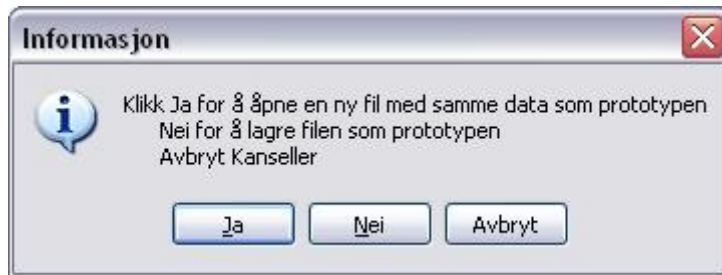 Informasjon
Klikk Ja for å åpne en ny fil med samme data som prototypen
Nei for å lagre filen som prototypen
Avbryt Kanseller
Ja
Nei
Avbryt